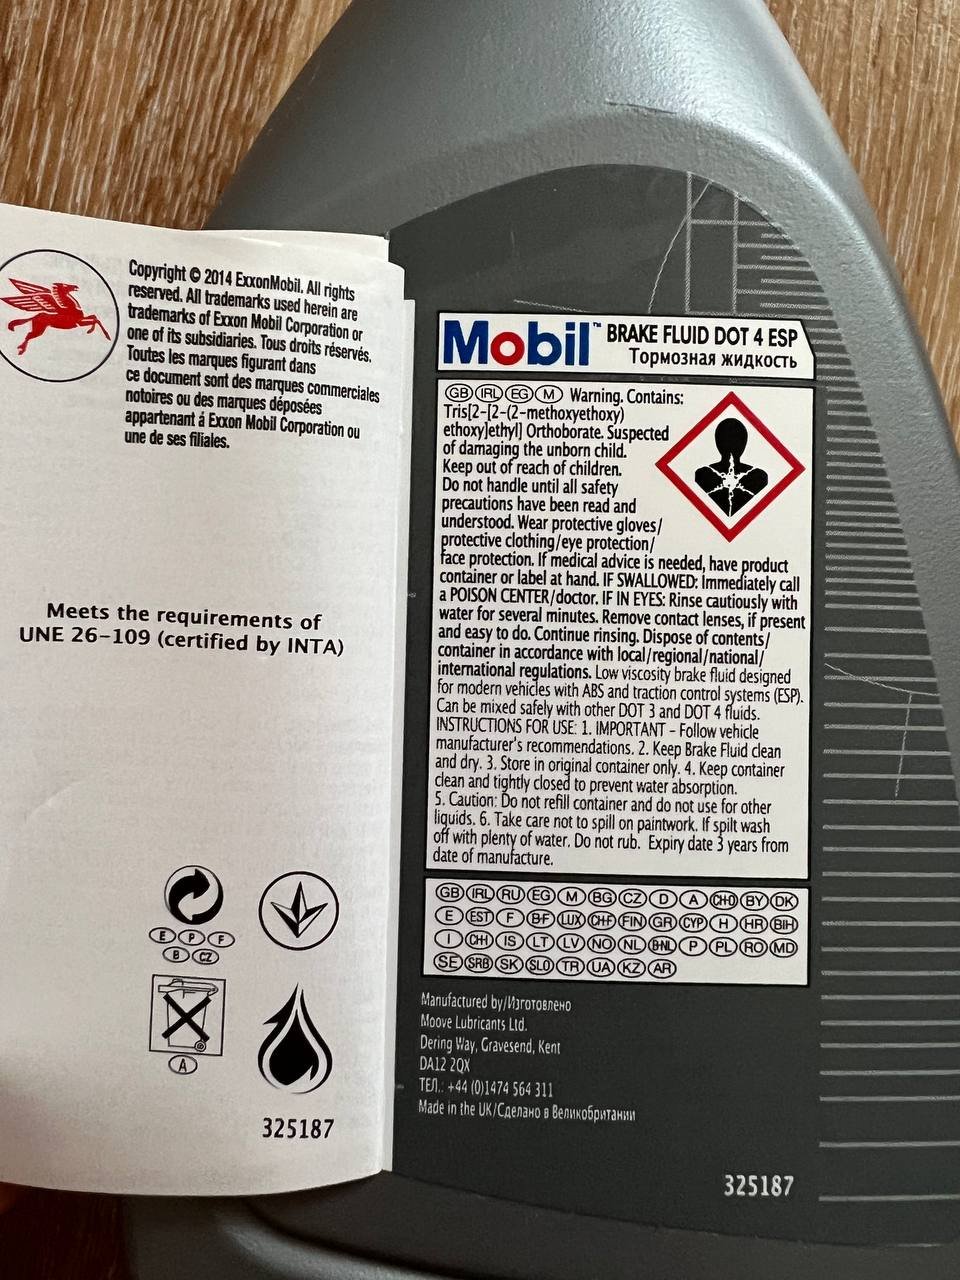 Copyright © 2014 ExxonMobil. All rights
reserved. All trademarks used herein are
trademarks of Exxon Mobil Corporation or
one of its subsidiaries. Tous droits réservés.
Toutes les marques figurant dans
ce document sont des marques commerciales
notoires ou des marques déposées
appartenant á Exxon Mobil Corporation ou
une de ses filiales.
Meets the requirements of
UNE 26-109 (certified by INTA)
E P F
B CZ
A
325187
Mobil™ BRAKE FLUID DOT 4 ESP
Тормозная жидкость
GB IRL EG M Warning. Contains:
Tris[2-[2-(2-methoxyethoxy)
ethoxy]ethyl] Orthoborate. Suspected
of damaging the unborn child.
Keep out of reach of children.
Do not handle until all safety
precautions have been read and
understood. Wear protective gloves/
protective clothing/eye protection/
face protection. If medical advice is needed, have product
container or label at hand. IF SWALLOWED: Immediately call
a POISON CENTER/doctor. IF IN EYES: Rinse cautiously with
water for several minutes. Remove contact lenses, if present
and easy to do. Continue rinsing. Dispose of contents/
container in accordance with local/regional/national/
international regulations. Low viscosity brake fluid designed
for modern vehicles with ABS and traction control systems (ESP).
Can be mixed safely with other DOT 3 and DOT 4 fluids.
INSTRUCTIONS FOR USE: 1. IMPORTANT - Follow vehicle
manufacturer's recommendations. 2. Keep Brake Fluid clean
and dry. 3. Store in original container only. 4. Keep container
clean and tightly closed to prevent water absorption.
5. Caution: Do not refill container and do not use for other
liquids. 6. Take care not to spill on paintwork. If spilt wash
off with plenty of water. Do not rub. Expiry date 3 years from
date of manufacture.
GB IRL RU EG M BG CZ D A CH-D BY DK
E EST F B-F LUX CH-F FIN GR CYP H HR BIH
I CH-I IS LT LV NO NL B-NL P PL RO MD
SE SRB SK SLO TR UA KZ AR
Manufactured by/Изготовлено
Moove Lubricants Ltd.
Dering Way, Gravesend, Kent
DA12 2QX
ТЕЛ.: +44 (0)1474 564 311
Made in the UK/Сделано в Великобритании
325187